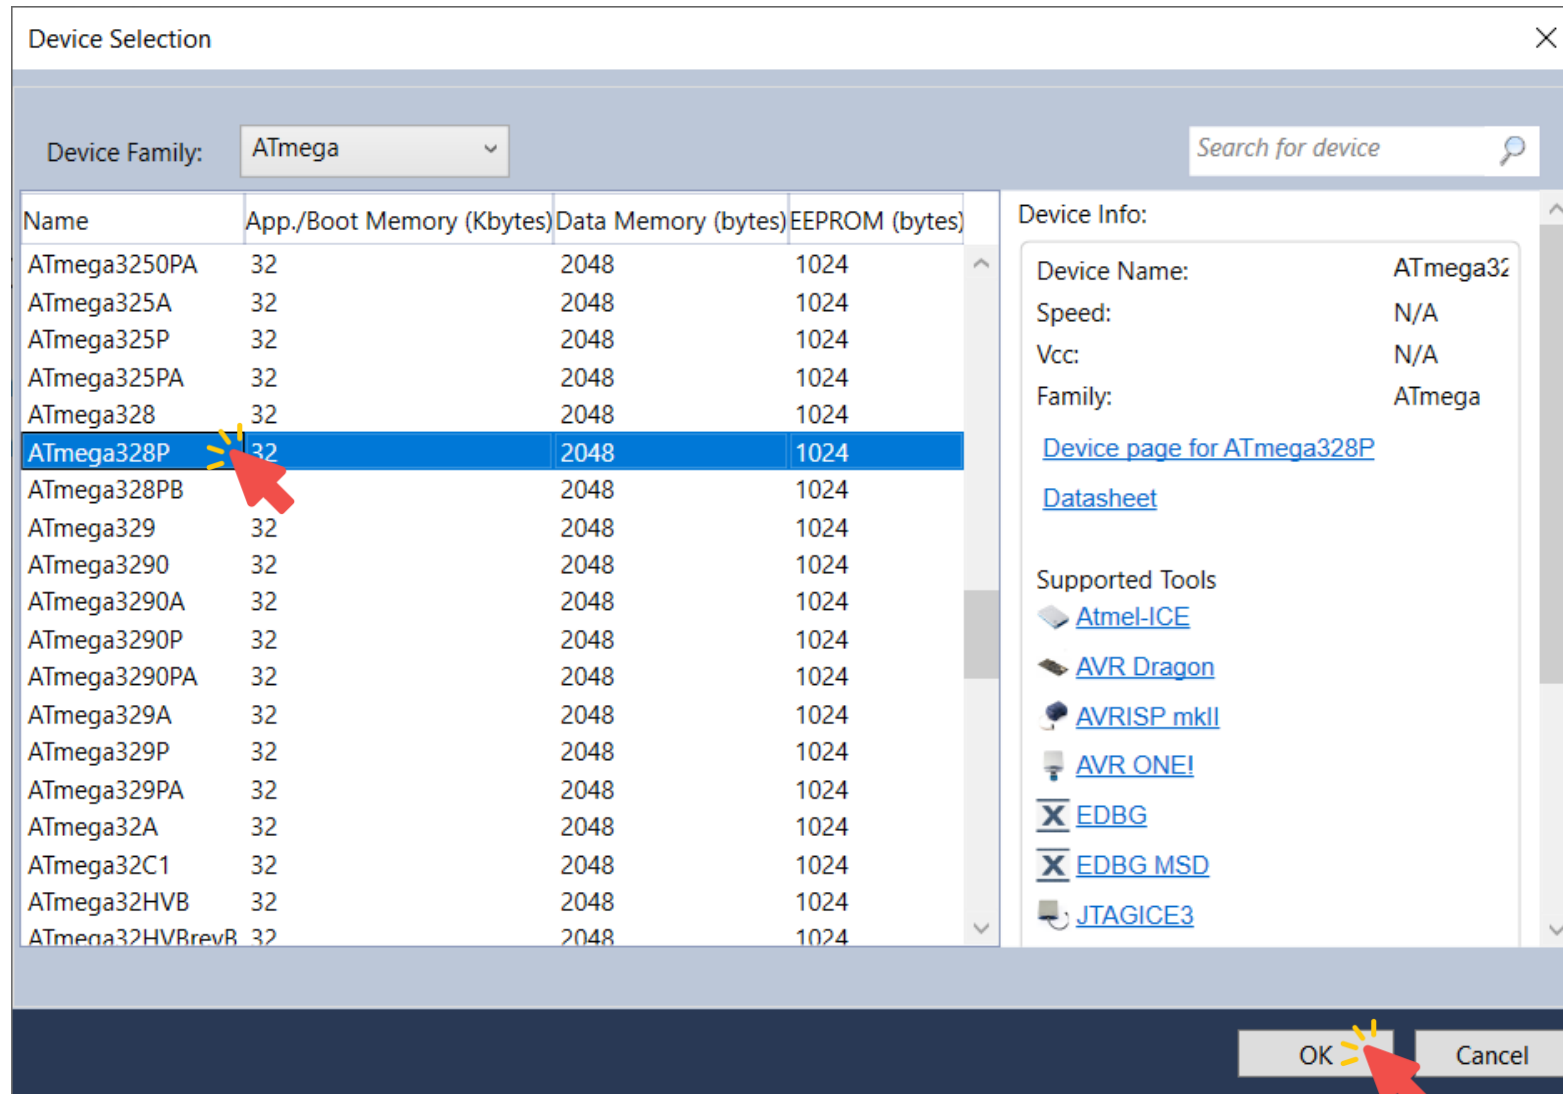 Device Selection
Device Family: ATmega Search for device
Name App./Boot Memory (Kbytes) Data Memory (bytes) EEPROM (bytes)
ATmega3250PA 32 2048 1024
ATmega325A 32 2048 1024
ATmega325P 32 2048 1024
ATmega325PA 32 2048 1024
ATmega328 32 2048 1024
ATmega328P 32 2048 1024
ATmega328PB 2048 1024
ATmega329 32 2048 1024
ATmega3290 32 2048 1024
ATmega3290A 32 2048 1024
ATmega3290P 32 2048 1024
ATmega3290PA 32 2048 1024
ATmega329A 32 2048 1024
ATmega329P 32 2048 1024
ATmega329PA 32 2048 1024
ATmega32A 32 2048 1024
ATmega32C1 32 2048 1024
ATmega32HVB 32 2048 1024
ATmega32HVBrevB 32 2048 1024
Device Info:
Device Name: ATmega32
Speed: N/A
Vcc: N/A
Family: ATmega
Device page for ATmega328P
Datasheet
Supported Tools
Atmel-ICE
AVR Dragon
AVRISP mkII
AVR ONE!
EDBG
EDBG MSD
JTAGICE3
OK Cancel